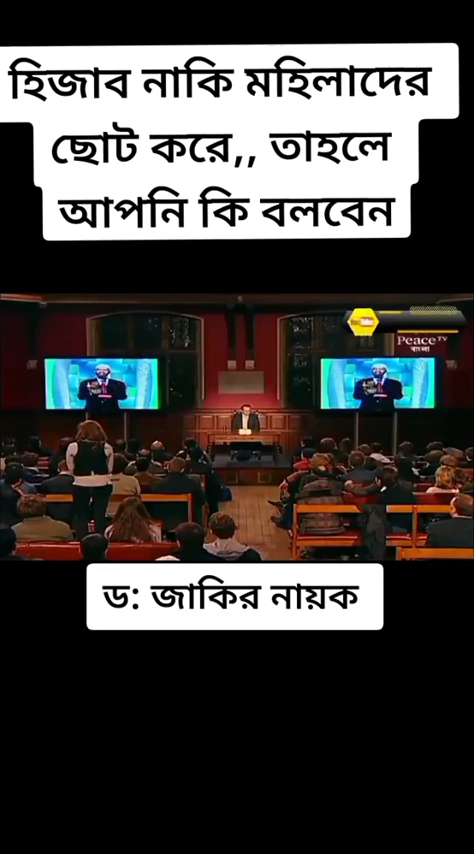 হিজাব নাকি মহিলাদের
ছোট করে,, তাহলে
আপনি কি বলবেন
Peace TV
বাংলা
ড: জাকির নায়ক